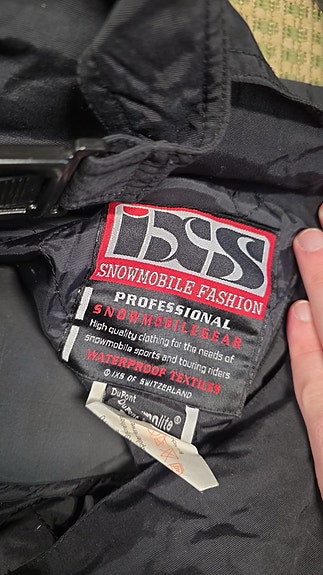 iXS
SNOWMOBILE FASHION
PROFESSIONAL
SNOWMOBILEGEAR
High quality clothing for the needs of
snowmobile sports and touring riders
WATERPROOF TEXTILES
© IXS OF SWITZERLAND
DuPont